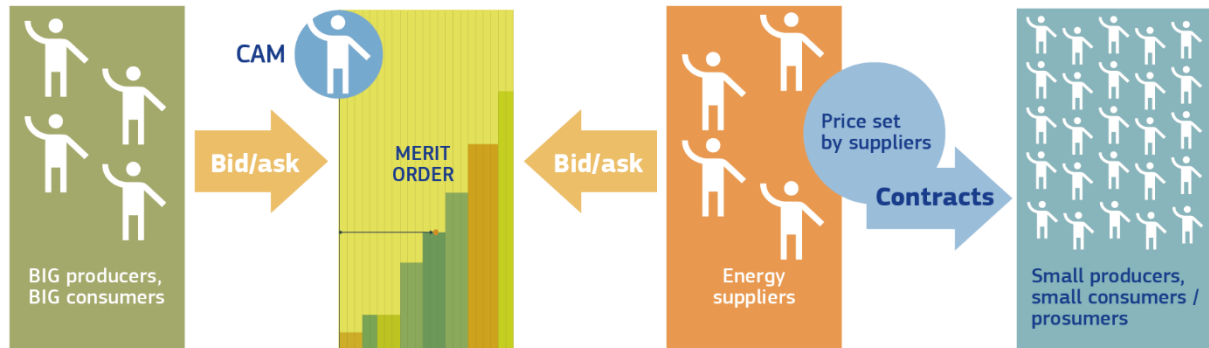 CAM
Bid/ask
MERIT
ORDER
Bid/ask
Price set
by suppliers
Contracts
BIG producers,
BIG consumers
Energy
suppliers
Small producers,
small consumers /
prosumers